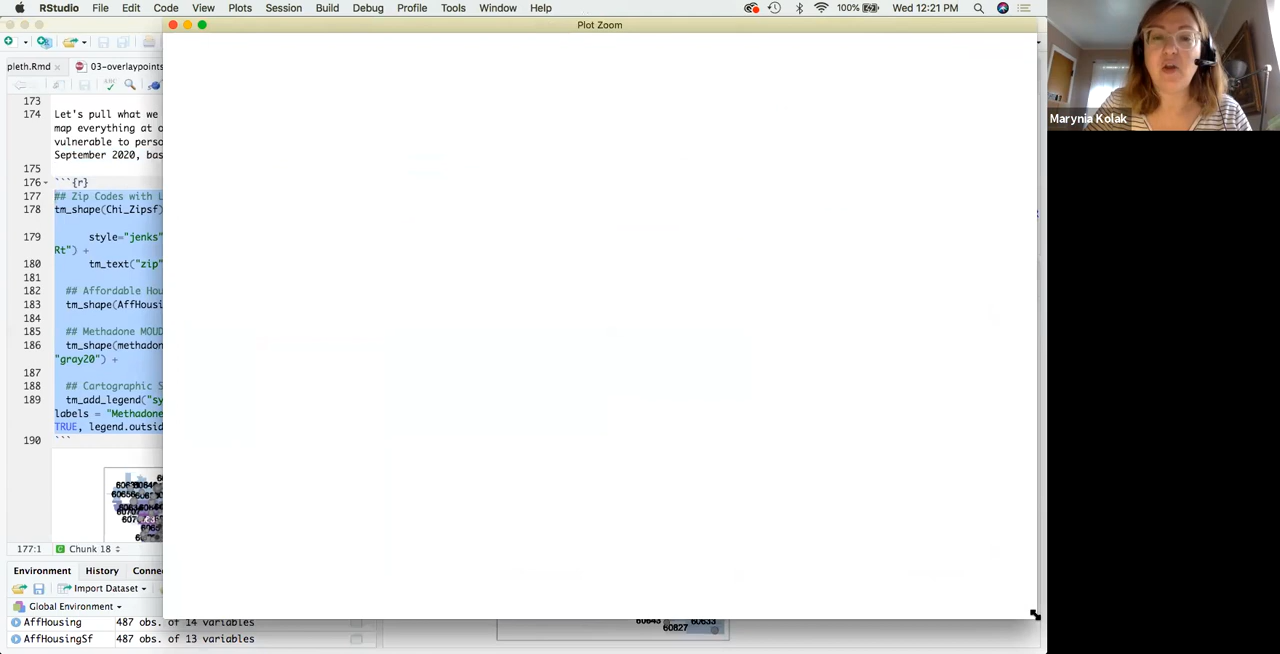 RStudio File Edit Code View Plots Session Build Debug Profile Tools Window Help 100% Wed 12:21 PM
Plot Zoom
pleth.Rmd 03-overlaypoints
ABC
Marynia Kolak
173
174 Let's pull what we
map everything at o
vulnerable to perso
September 2020, bas
175
176 ```{r}
177 ## Zip Codes with L
178 tm_shape(Chi_Zipsf)
179 style="jenks"
Rt") +
180 tm_text("zip"
181
182 ## Affordable Hou
183 tm_shape(AffHousi
184
185 ## Methadone MOUD
186 tm_shape(methadon
"gray20") +
187
188 ## Cartographic S
189 tm_add_legend("sy
labels = "Methadone
TRUE, legend.outsid
190 ```
60656
177:1 Chunk 18
Environment History Conne
Import Dataset
Global Environment
AffHousing 487 obs. of 14 variables
AffHousingSf 487 obs. of 13 variables
60643 60633
60827